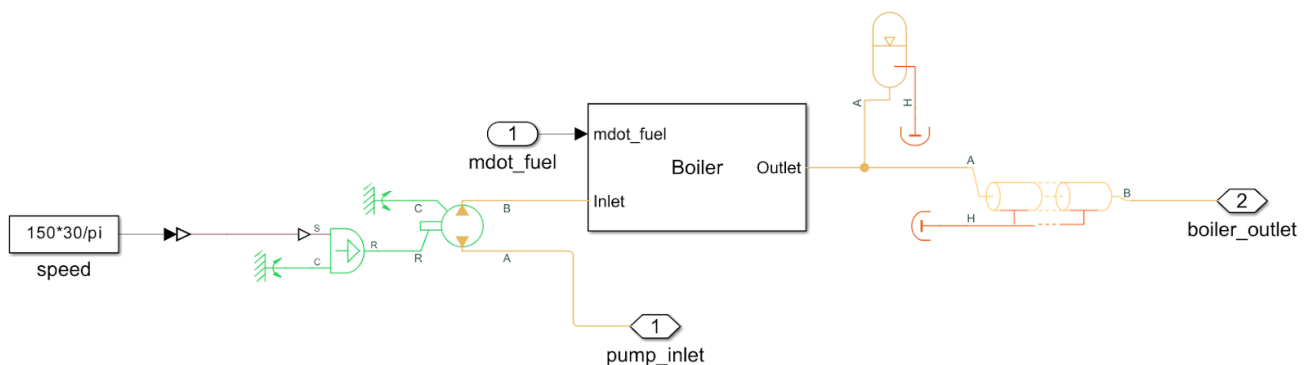 150*30/pi
speed
S
C
R
C
R
B
A
1
mdot_fuel
mdot_fuel
Boiler
Outlet
Inlet
1
pump_inlet
A
H
A
H
B
2
boiler_outlet